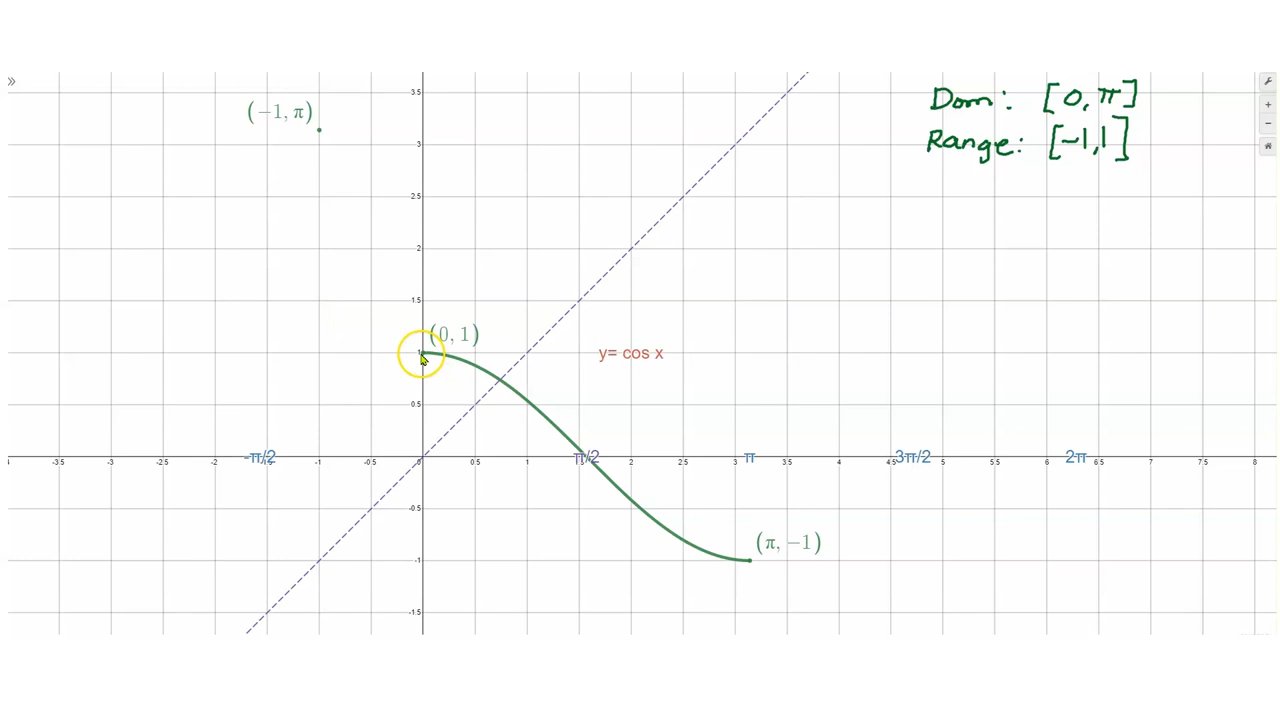 »
(−1, π)
Dom: [0, π]
Range: [−1,1]
3.5
3
2.5
2
1.5
(0, 1)
1
y= cos x
0.5
-π/2 π/2 π 3π/2 2π
-3.5 -3 -2.5 -2 -1 -0.5 0 0.5 1 2 2.5 3 3.5 4 4.5 5 5.5 6 6.5 7 7.5 8
-0.5
(π, −1)
-1
-1.5
+
−